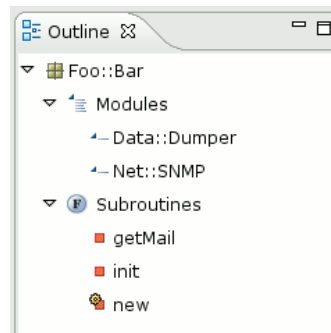 Outline
Foo::Bar
Modules
Data::Dumper
Net::SNMP
F Subroutines
getMail
init
new